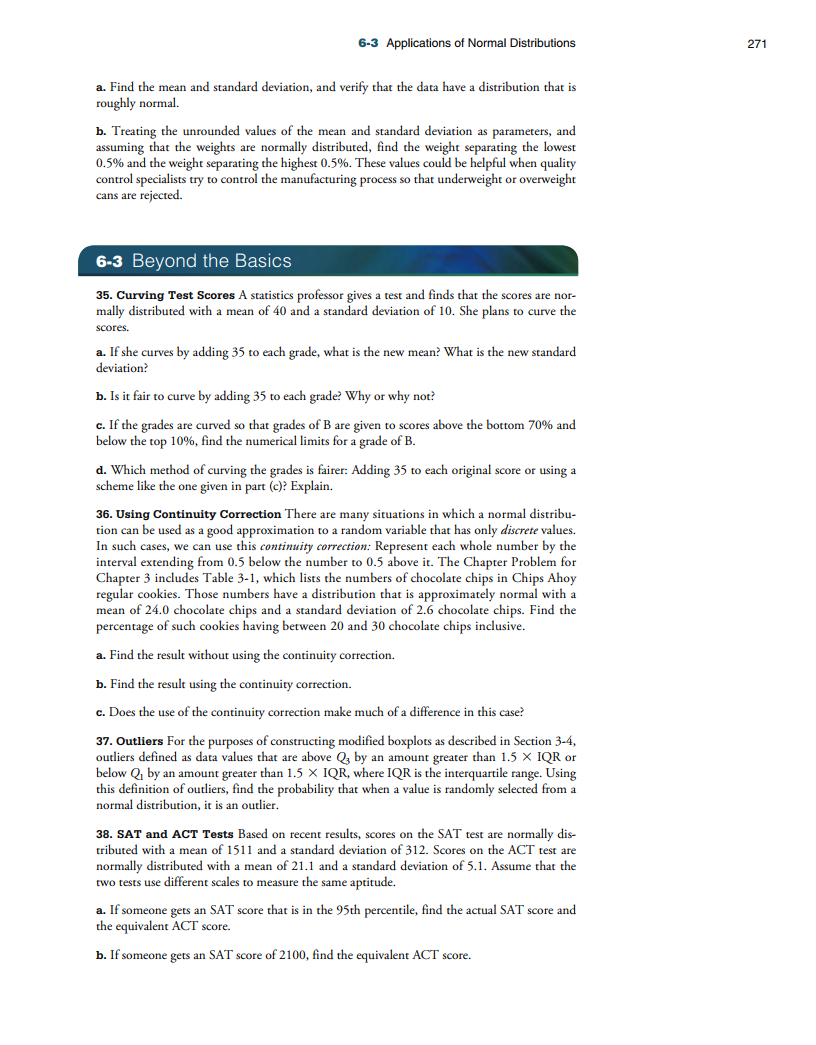 6-3 Applications of Normal Distributions 271
a. Find the mean and standard deviation, and verify that the data have a distribution that is
roughly normal.
b. Treating the unrounded values of the mean and standard deviation as parameters, and
assuming that the weights are normally distributed, find the weight separating the lowest
0.5% and the weight separating the highest 0.5%. These values could be helpful when quality
control specialists try to control the manufacturing process so that underweight or overweight
cans are rejected.
6-3 Beyond the Basics
35. Curving Test Scores A statistics professor gives a test and finds that the scores are nor-
mally distributed with a mean of 40 and a standard deviation of 10. She plans to curve the
scores.
a. If she curves by adding 35 to each grade, what is the new mean? What is the new standard
deviation?
b. Is it fair to curve by adding 35 to each grade? Why or why not?
c. If the grades are curved so that grades of B are given to scores above the bottom 70% and
below the top 10%, find the numerical limits for a grade of B.
d. Which method of curving the grades is fairer: Adding 35 to each original score or using a
scheme like the one given in part (c)? Explain.
36. Using Continuity Correction There are many situations in which a normal distribu-
tion can be used as a good approximation to a random variable that has only discrete values.
In such cases, we can use this continuity correction: Represent each whole number by the
interval extending from 0.5 below the number to 0.5 above it. The Chapter Problem for
Chapter 3 includes Table 3-1, which lists the numbers of chocolate chips in Chips Ahoy
regular cookies. Those numbers have a distribution that is approximately normal with a
mean of 24.0 chocolate chips and a standard deviation of 2.6 chocolate chips. Find the
percentage of such cookies having between 20 and 30 chocolate chips inclusive.
a. Find the result without using the continuity correction.
b. Find the result using the continuity correction.
c. Does the use of the continuity correction make much of a difference in this case?
37. Outliers For the purposes of constructing modified boxplots as described in Section 3-4,
outliers defined as data values that are above Q3 by an amount greater than 1.5 × IQR or
below Q1 by an amount greater than 1.5 × IQR, where IQR is the interquartile range. Using
this definition of outliers, find the probability that when a value is randomly selected from a
normal distribution, it is an outlier.
38. SAT and ACT Tests Based on recent results, scores on the SAT test are normally dis-
tributed with a mean of 1511 and a standard deviation of 312. Scores on the ACT test are
normally distributed with a mean of 21.1 and a standard deviation of 5.1. Assume that the
two tests use different scales to measure the same aptitude.
a. If someone gets an SAT score that is in the 95th percentile, find the actual SAT score and
the equivalent ACT score.
b. If someone gets an SAT score of 2100, find the equivalent ACT score.